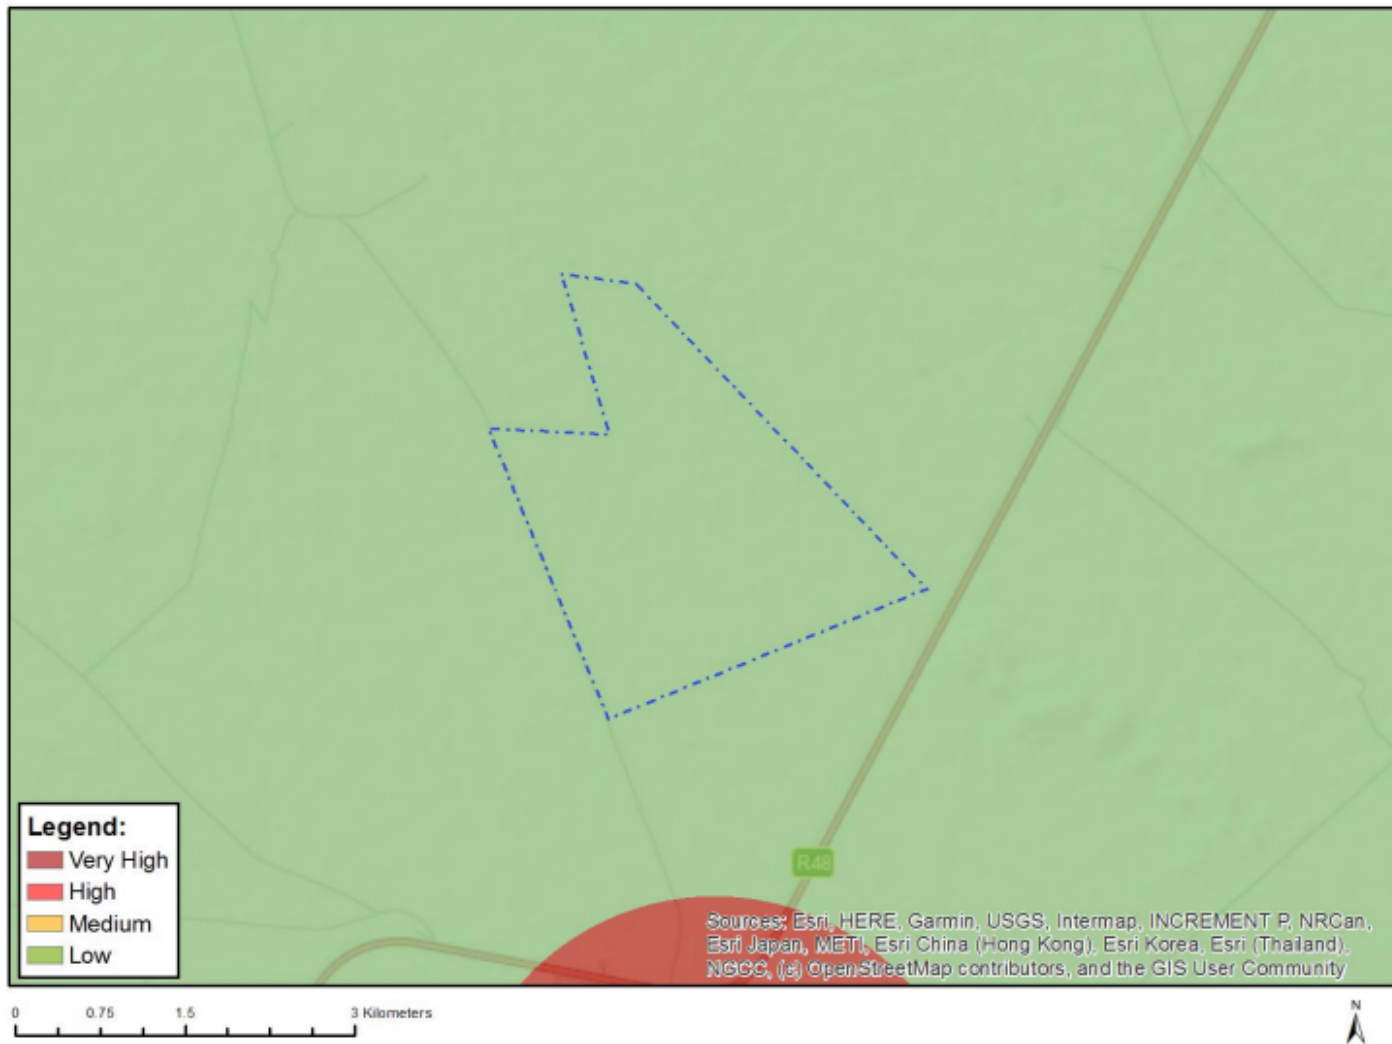 R48
Legend:
Very High
High
Medium
Low
Sources: Esri, HERE, Garmin, USGS, Intermap, INCREMENT P, NRCan,
Esri Japan, METI, Esri China (Hong Kong), Esri Korea, Esri (Thailand),
NGCC, (c) OpenStreetMap contributors, and the GIS User Community
0 0.75 1.5 3 Kilometers
N